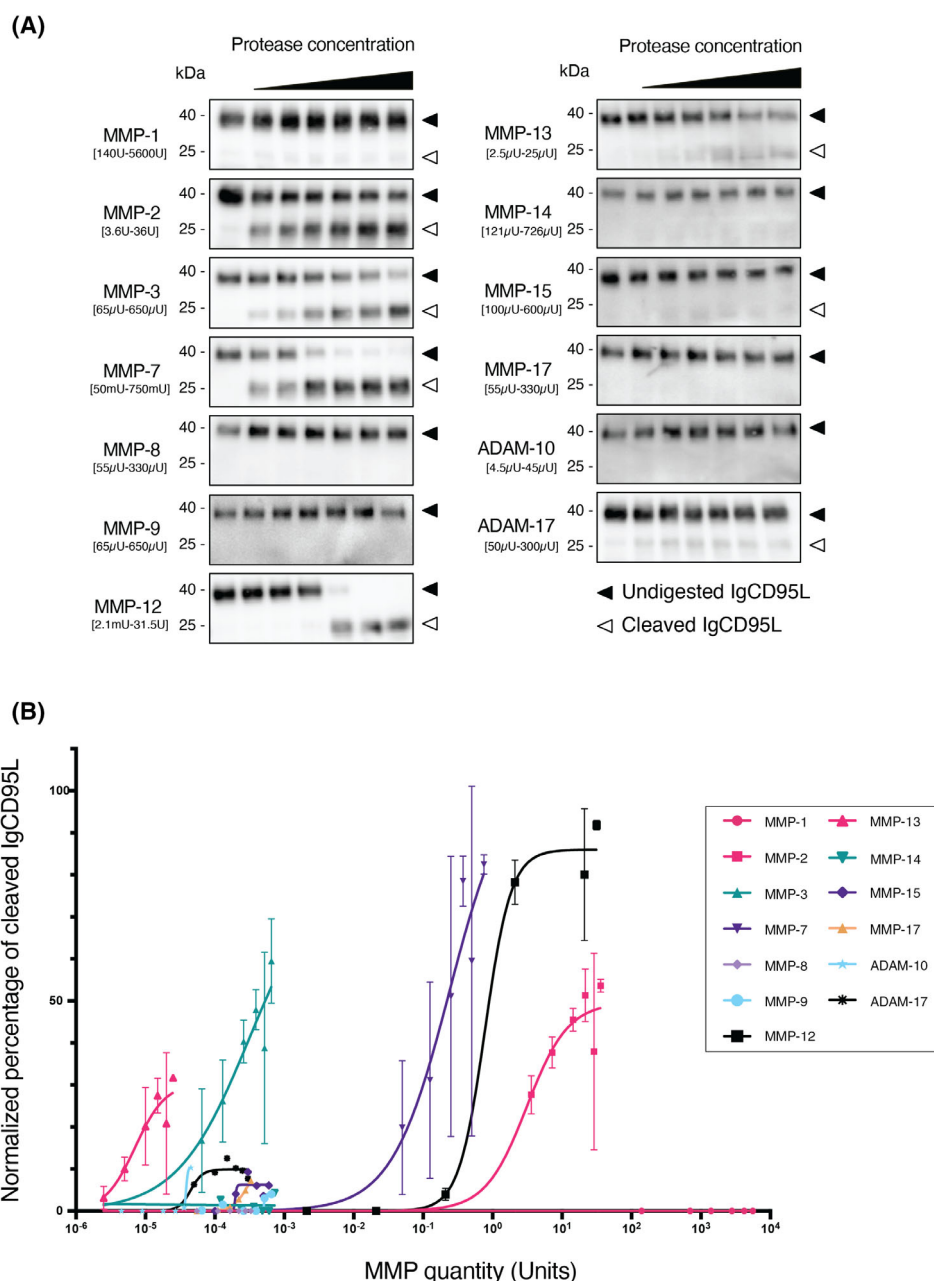 (A)
Protease concentration
kDa
MMP-1
[140U-5600U]
40 -
25 -
MMP-2
[3.6U-36U]
40 -
25 -
MMP-3
[65µU-650µU]
40 -
25 -
MMP-7
[50mU-750mU]
40 -
25 -
MMP-8
[55µU-330µU]
40 -
25 -
MMP-9
[65µU-650µU]
40 -
25 -
MMP-12
[2.1mU-31.5U]
40 -
25 -
Protease concentration
kDa
MMP-13
[2.5µU-25µU]
40 -
25 -
MMP-14
[121µU-726µU]
40 -
25 -
MMP-15
[100µU-600µU]
40 -
25 -
MMP-17
[55µU-330µU]
40 -
25 -
ADAM-10
[4.5µU-45µU]
40 -
25 -
ADAM-17
[50µU-300µU]
40 -
25 -
Undigested IgCD95L
Cleaved IgCD95L
(B)
Normalized percentage of cleaved IgCD95L
100
50
0
10-6 10-5 10-4 10-3 10-2 10-1 100 101 102 103 104
MMP quantity (Units)
MMP-1
MMP-2
MMP-3
MMP-7
MMP-8
MMP-9
MMP-12
MMP-13
MMP-14
MMP-15
MMP-17
ADAM-10
ADAM-17